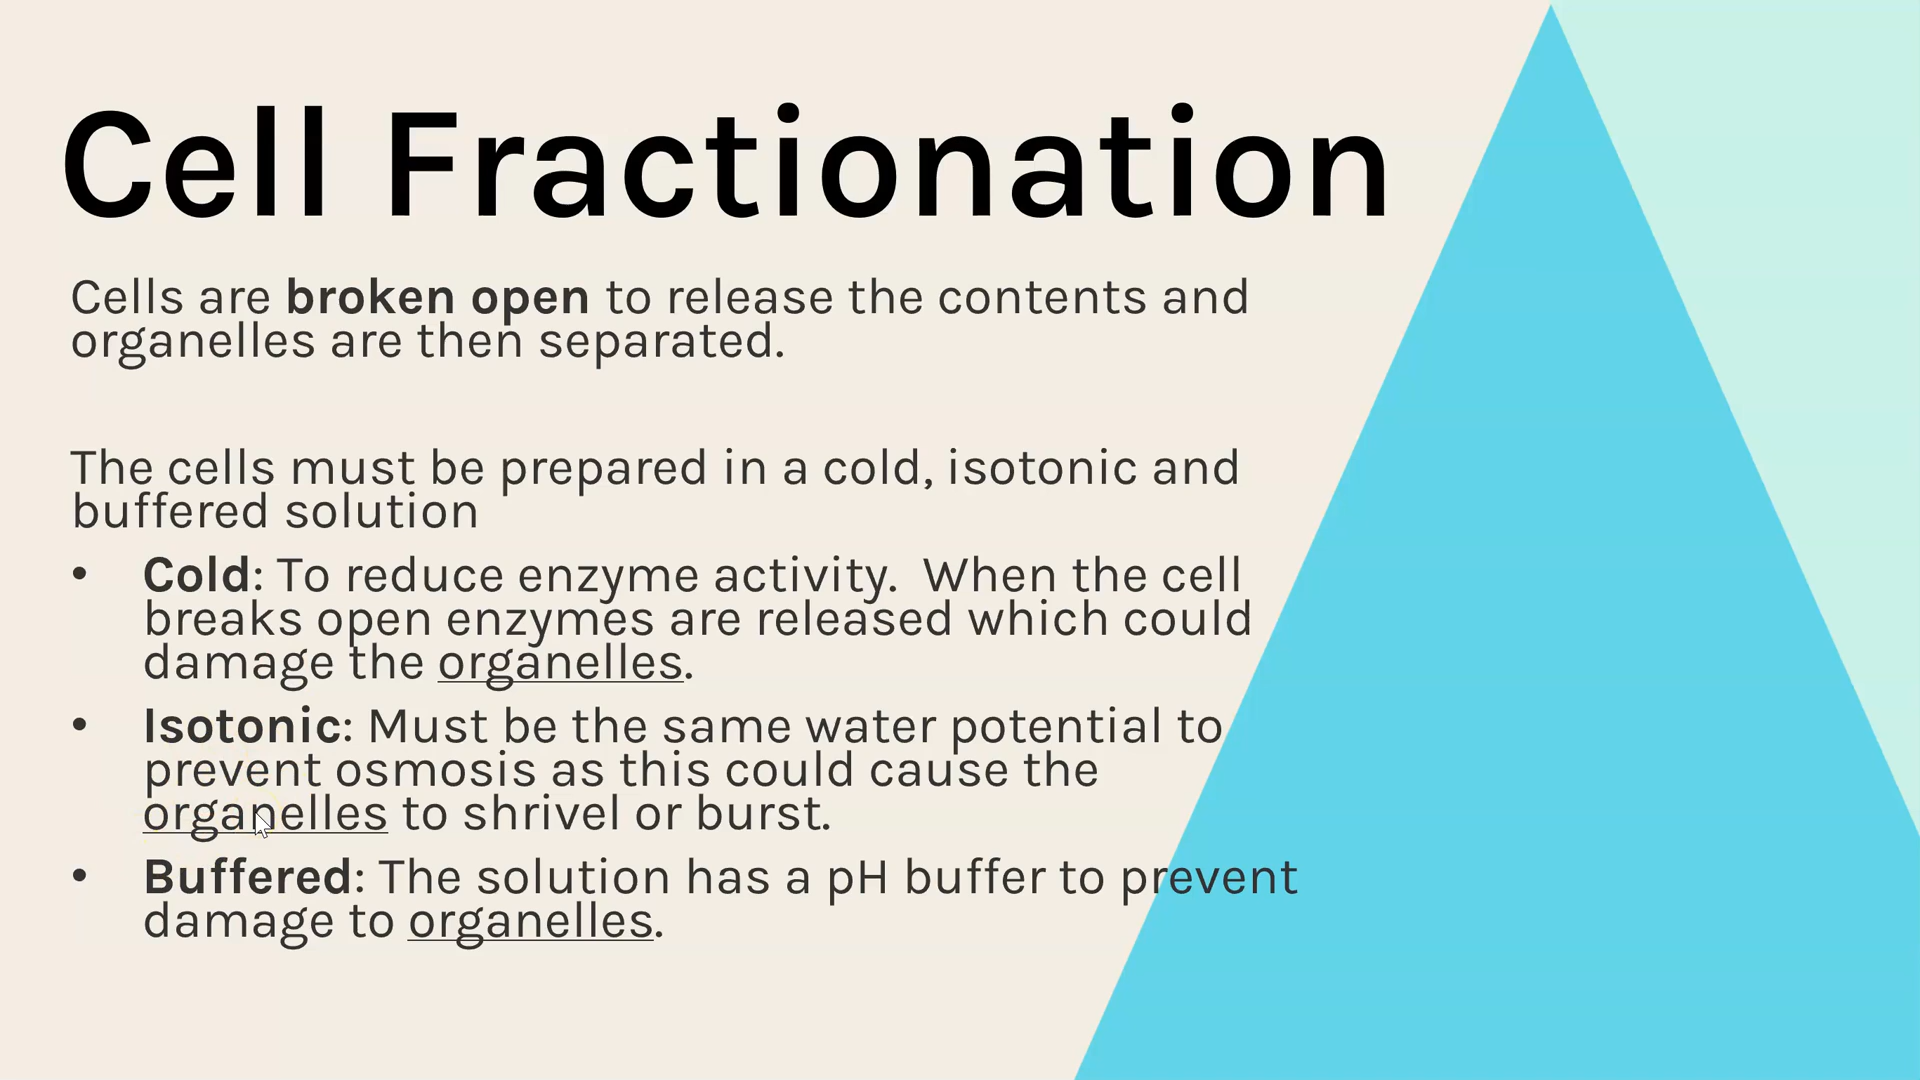 Cell Fractionation
Cells are broken open to release the contents and
organelles are then separated.
The cells must be prepared in a cold, isotonic and
buffered solution
• Cold: To reduce enzyme activity.  When the cell
breaks open enzymes are released which could
damage the organelles.
• Isotonic: Must be the same water potential to
prevent osmosis as this could cause the
organelles to shrivel or burst.
• Buffered: The solution has a pH buffer to prevent
damage to organelles.